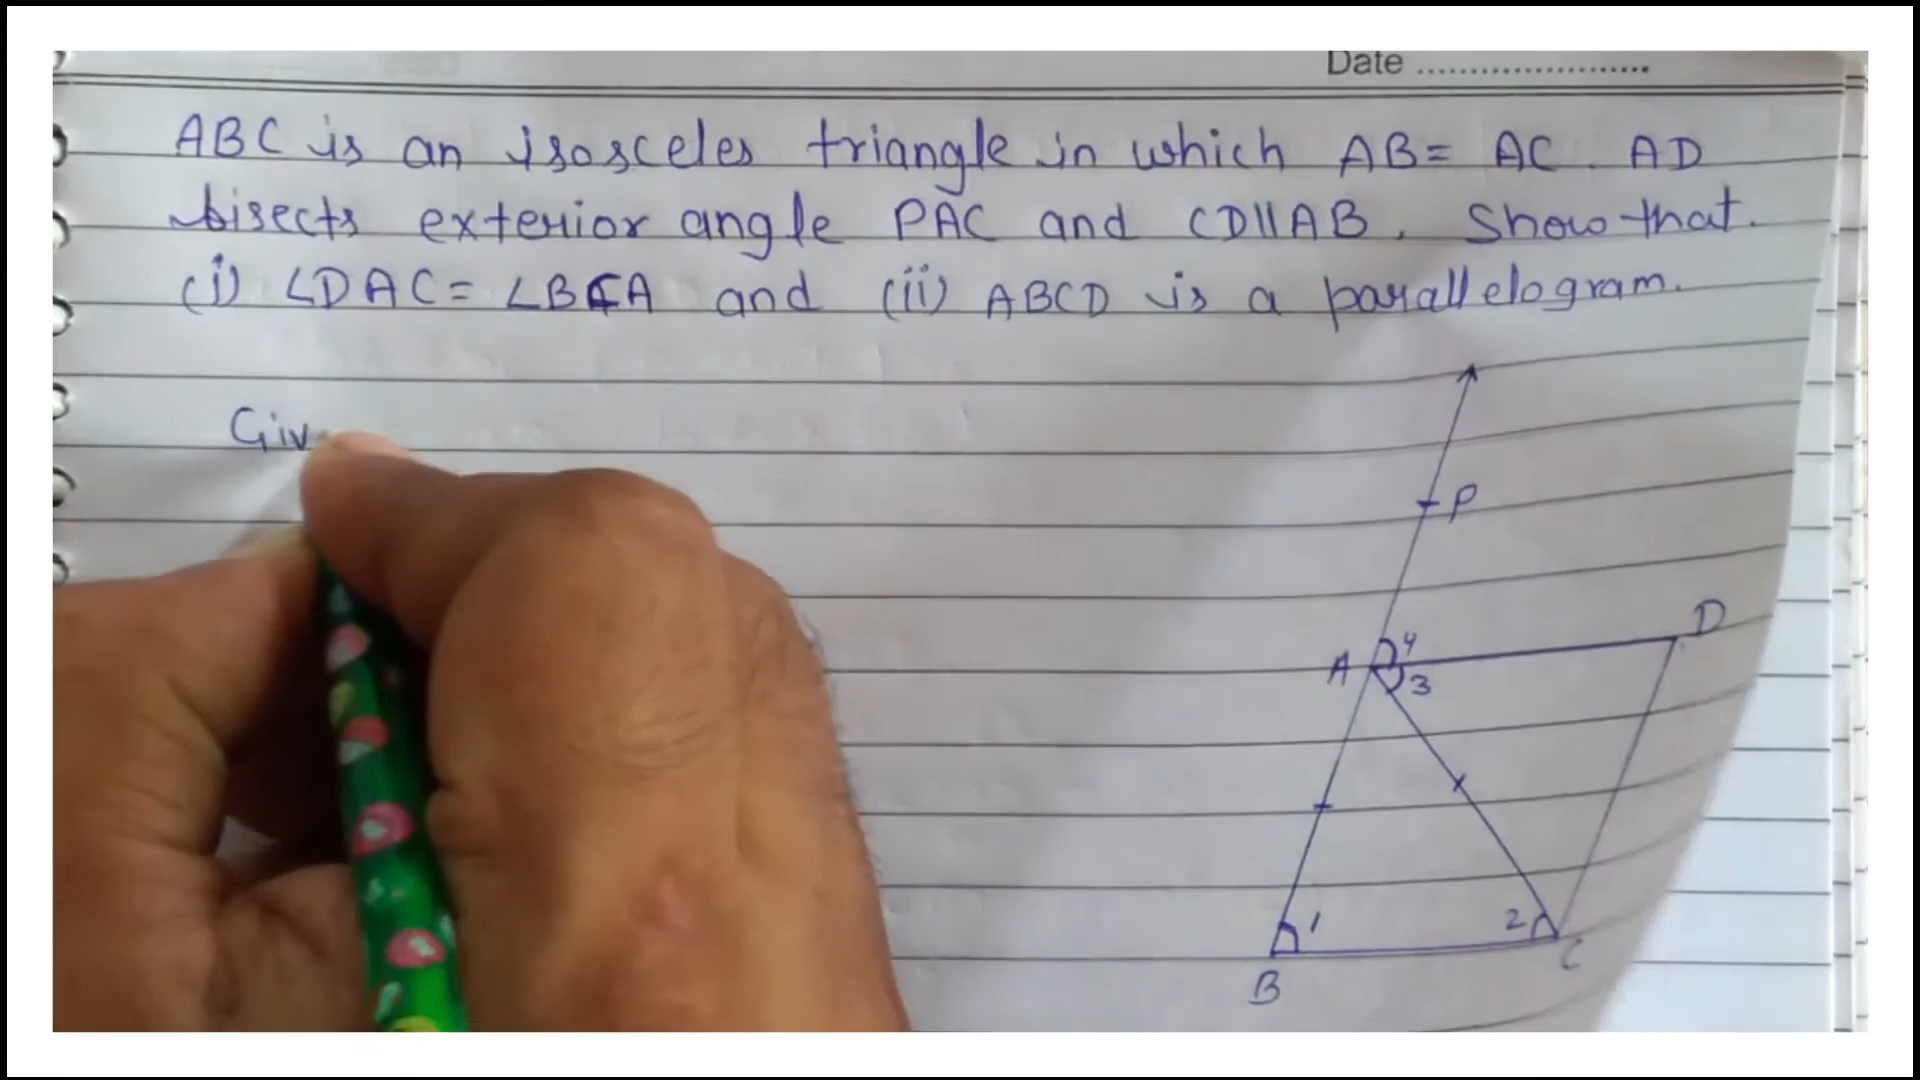 Date ......................
ABC is an isosceles triangle in which AB = AC. AD
bisects exterior angle PAC and CD||AB. Show that.
(i) ∠DAC = ∠BCA and (ii) ABCD is a parallelogram.
Giv
P
D
A
4
3
1
2
B
C